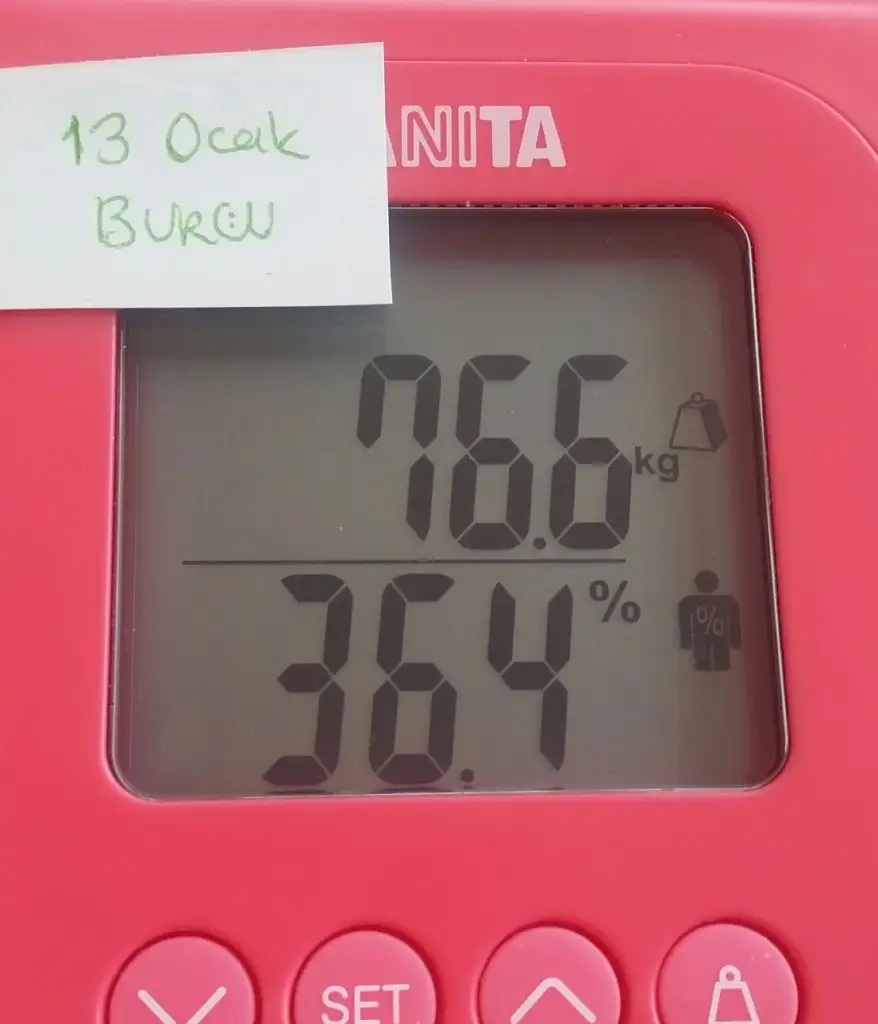 13 Ocak
BURCU
ANITA
76.6
kg
36.4
%
%
SET